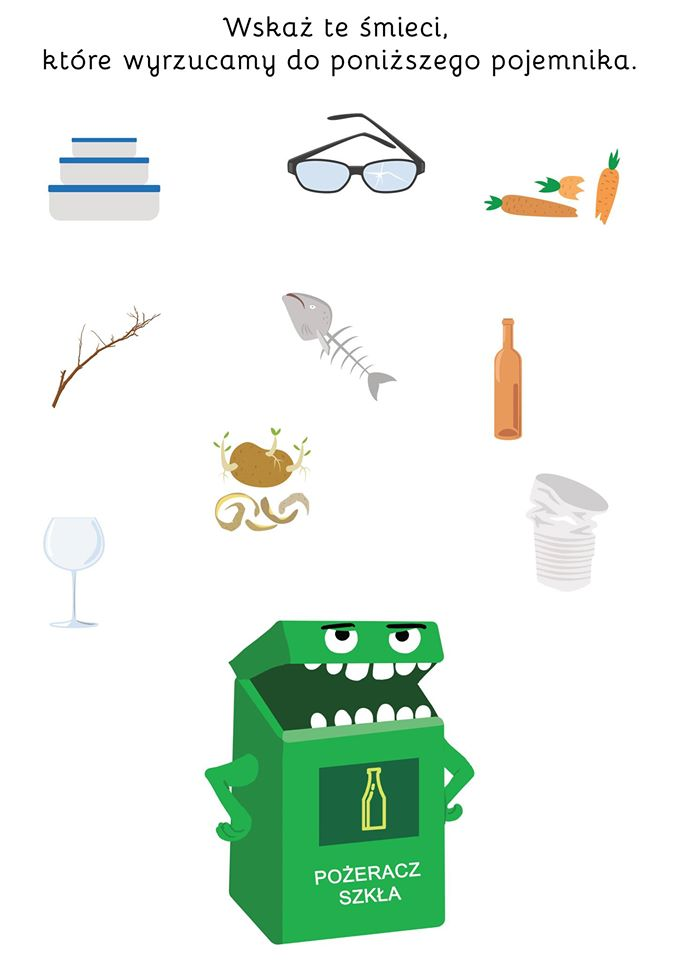 Wskaż te śmieci,
które wyrzucamy do poniższego pojemnika.
POŻERACZ
SZKŁA